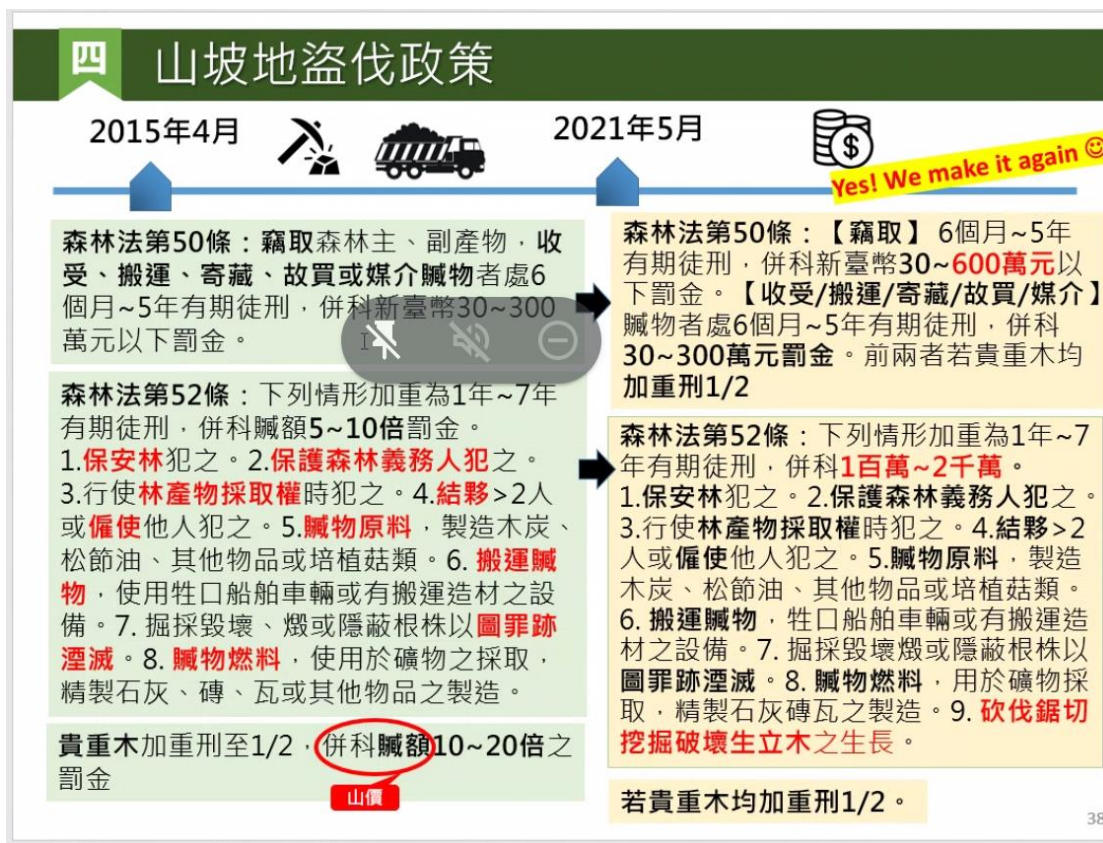 四 山坡地盜伐政策
2015年4月
2021年5月
Yes! We make it again
森林法第50條：竊取森林主、副產物，收
受、搬運、寄藏、故買或媒介贓物者處6
個月~5年有期徒刑，併科新臺幣30~300
萬元以下罰金。
森林法第52條：下列情形加重為1年~7年
有期徒刑，併科贓額5~10倍罰金。
1.保安林犯之。2.保護森林義務人犯之。
3.行使林產物採取權時犯之。4.結夥>2人
或僱使他人犯之。5.贓物原料，製造木炭、
松節油、其他物品或培植菇類。6. 搬運贓
物，使用牲口船舶車輛或有搬運造材之設
備。7. 掘採毀壞、燬或隱蔽根株以圖罪跡
湮滅。8. 贓物燃料，使用於礦物之採取，
精製石灰、磚、瓦或其他物品之製造。
貴重木加重刑至1/2，併科贓額10~20倍之
罰金
山價
森林法第50條：【竊取】 6個月~5年
有期徒刑，併科新臺幣30~600萬元以
下罰金。【收受/搬運/寄藏/故買/媒介】
贓物者處6個月~5年有期徒刑，併科
30~300萬元罰金。前兩者若貴重木均
加重刑1/2
森林法第52條：下列情形加重為1年~7
年有期徒刑，併科1百萬~2千萬。
1.保安林犯之。2.保護森林義務人犯之。
3.行使林產物採取權時犯之。4.結夥>2
人或僱使他人犯之。5.贓物原料，製造
木炭、松節油、其他物品或培植菇類。
6. 搬運贓物，牲口船舶車輛或有搬運造
材之設備。7. 掘採毀壞燬或隱蔽根株以
圖罪跡湮滅。8. 贓物燃料，用於礦物採
取，精製石灰磚瓦之製造。9. 砍伐鋸切
挖掘破壞生立木之生長。
若貴重木均加重刑1/2。
38